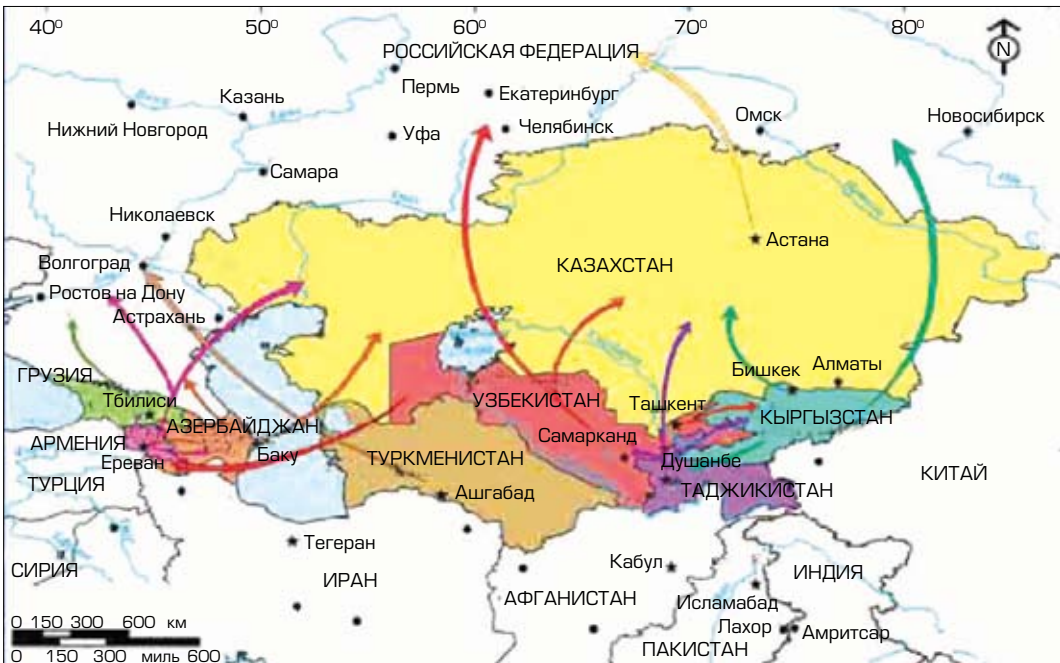 40⁰ 50⁰ 60⁰ 70⁰ 80⁰
РОССИЙСКАЯ ФЕДЕРАЦИЯ
N
Пермь
Екатеринбург
Казань
Нижний Новгород
Уфа
Челябинск
Омск
Новосибирск
Самара
Николаевск
Астана
Волгоград
КАЗАХСТАН
Ростов на Дону
Астрахань
ГРУЗИЯ
Бишкек
Алматы
Тбилиси
УЗБЕКИСТАН
Ташкент
КЫРГЫЗСТАН
АЗЕРБАЙДЖАН
АРМЕНИЯ
Самарканд
Баку
Ереван
ТУРКМЕНИСТАН
Душанбе
КИТАЙ
ТУРЦИЯ
ТАДЖИКИСТАН
Ашгабад
Тегеран
СИРИЯ
ИРАН
Кабул
ИНДИЯ
АФГАНИСТАН
Исламабад
Лахор
Амритсар
ПАКИСТАН
0 150 300 600 км
0 150 300 миль 600